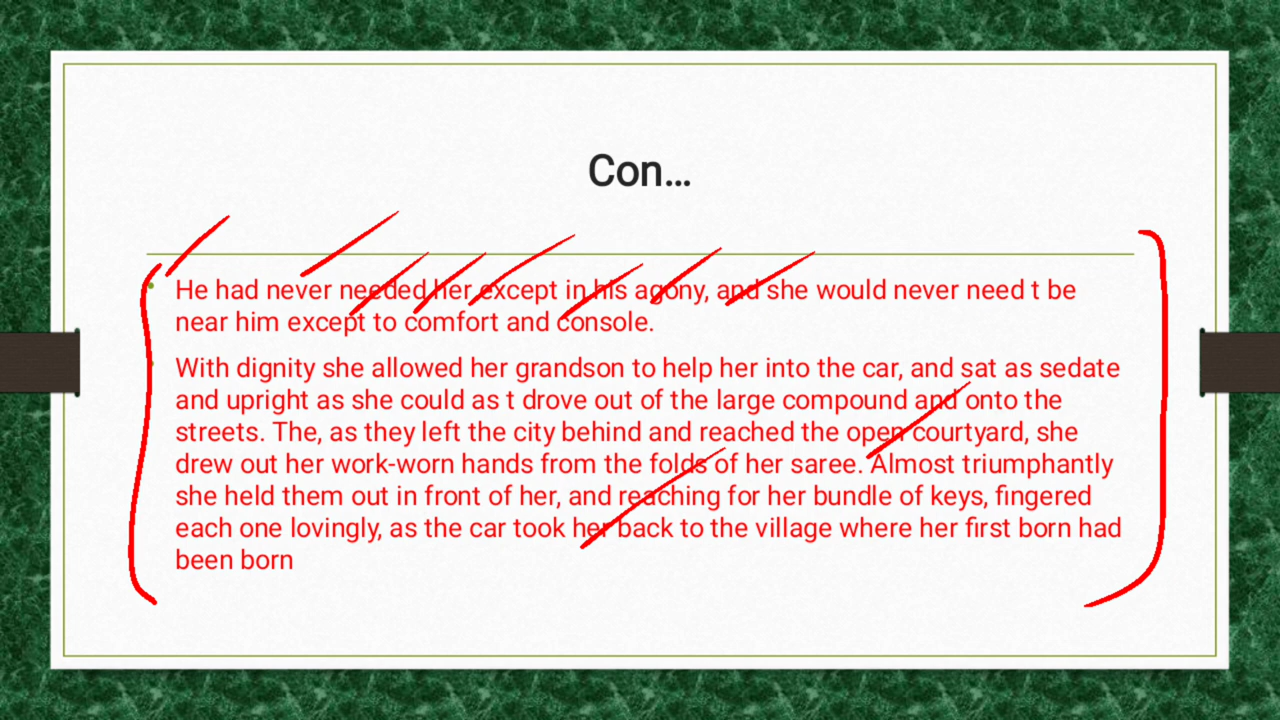 Con...
He had never needed her except in his agony, and she would never need t be
near him except to comfort and console.
With dignity she allowed her grandson to help her into the car, and sat as sedate
and upright as she could as t drove out of the large compound and onto the
streets. The, as they left the city behind and reached the open courtyard, she
drew out her work-worn hands from the folds of her saree. Almost triumphantly
she held them out in front of her, and reaching for her bundle of keys, fingered
each one lovingly, as the car took her back to the village where her first born had
been born